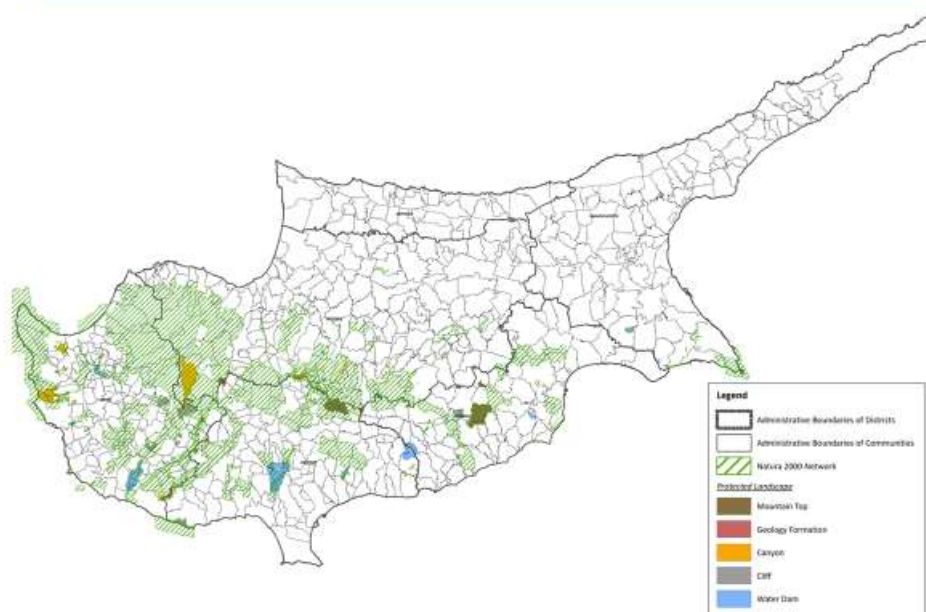 Legend
Administrative Boundaries of Districts
Administrative Boundaries of Communities
Natura 2000 Network
Protected Landscape
Mountain Top
Geology Formation
Canyon
Cliff
Water Dam